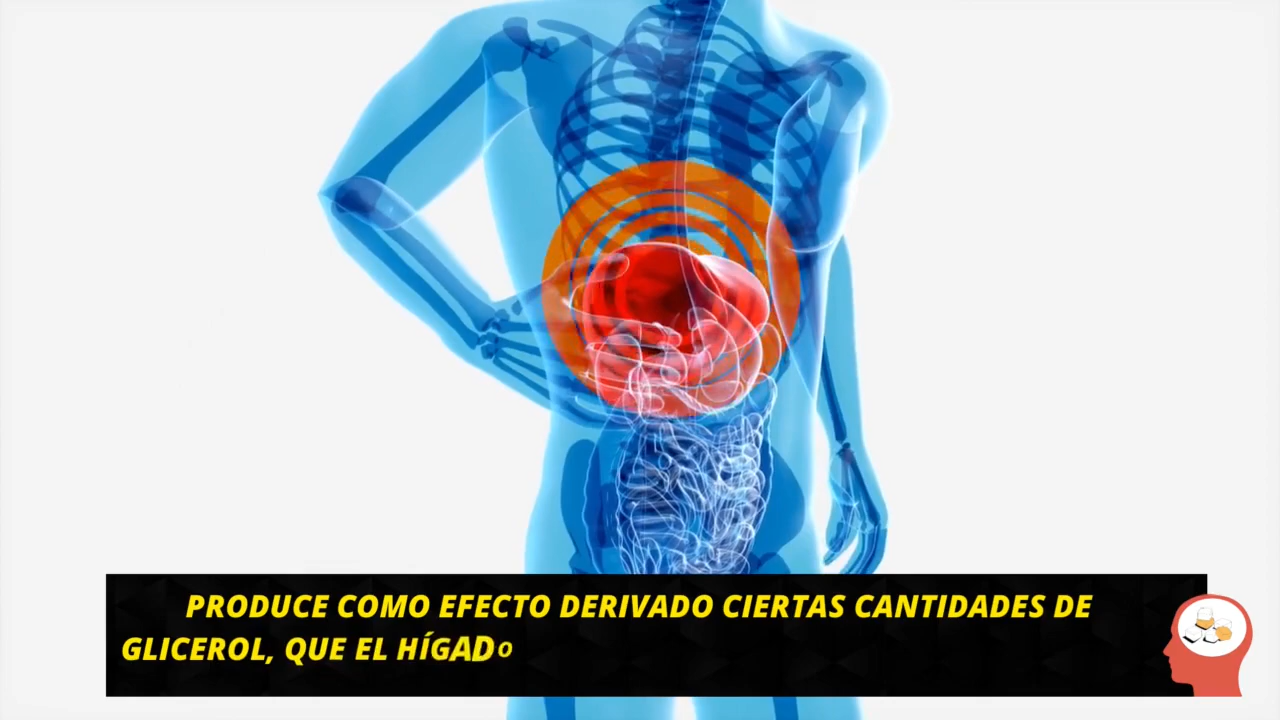 PRODUCE COMO EFECTO DERIVADO CIERTAS CANTIDADES DE
GLICEROL, QUE EL HÍGADO